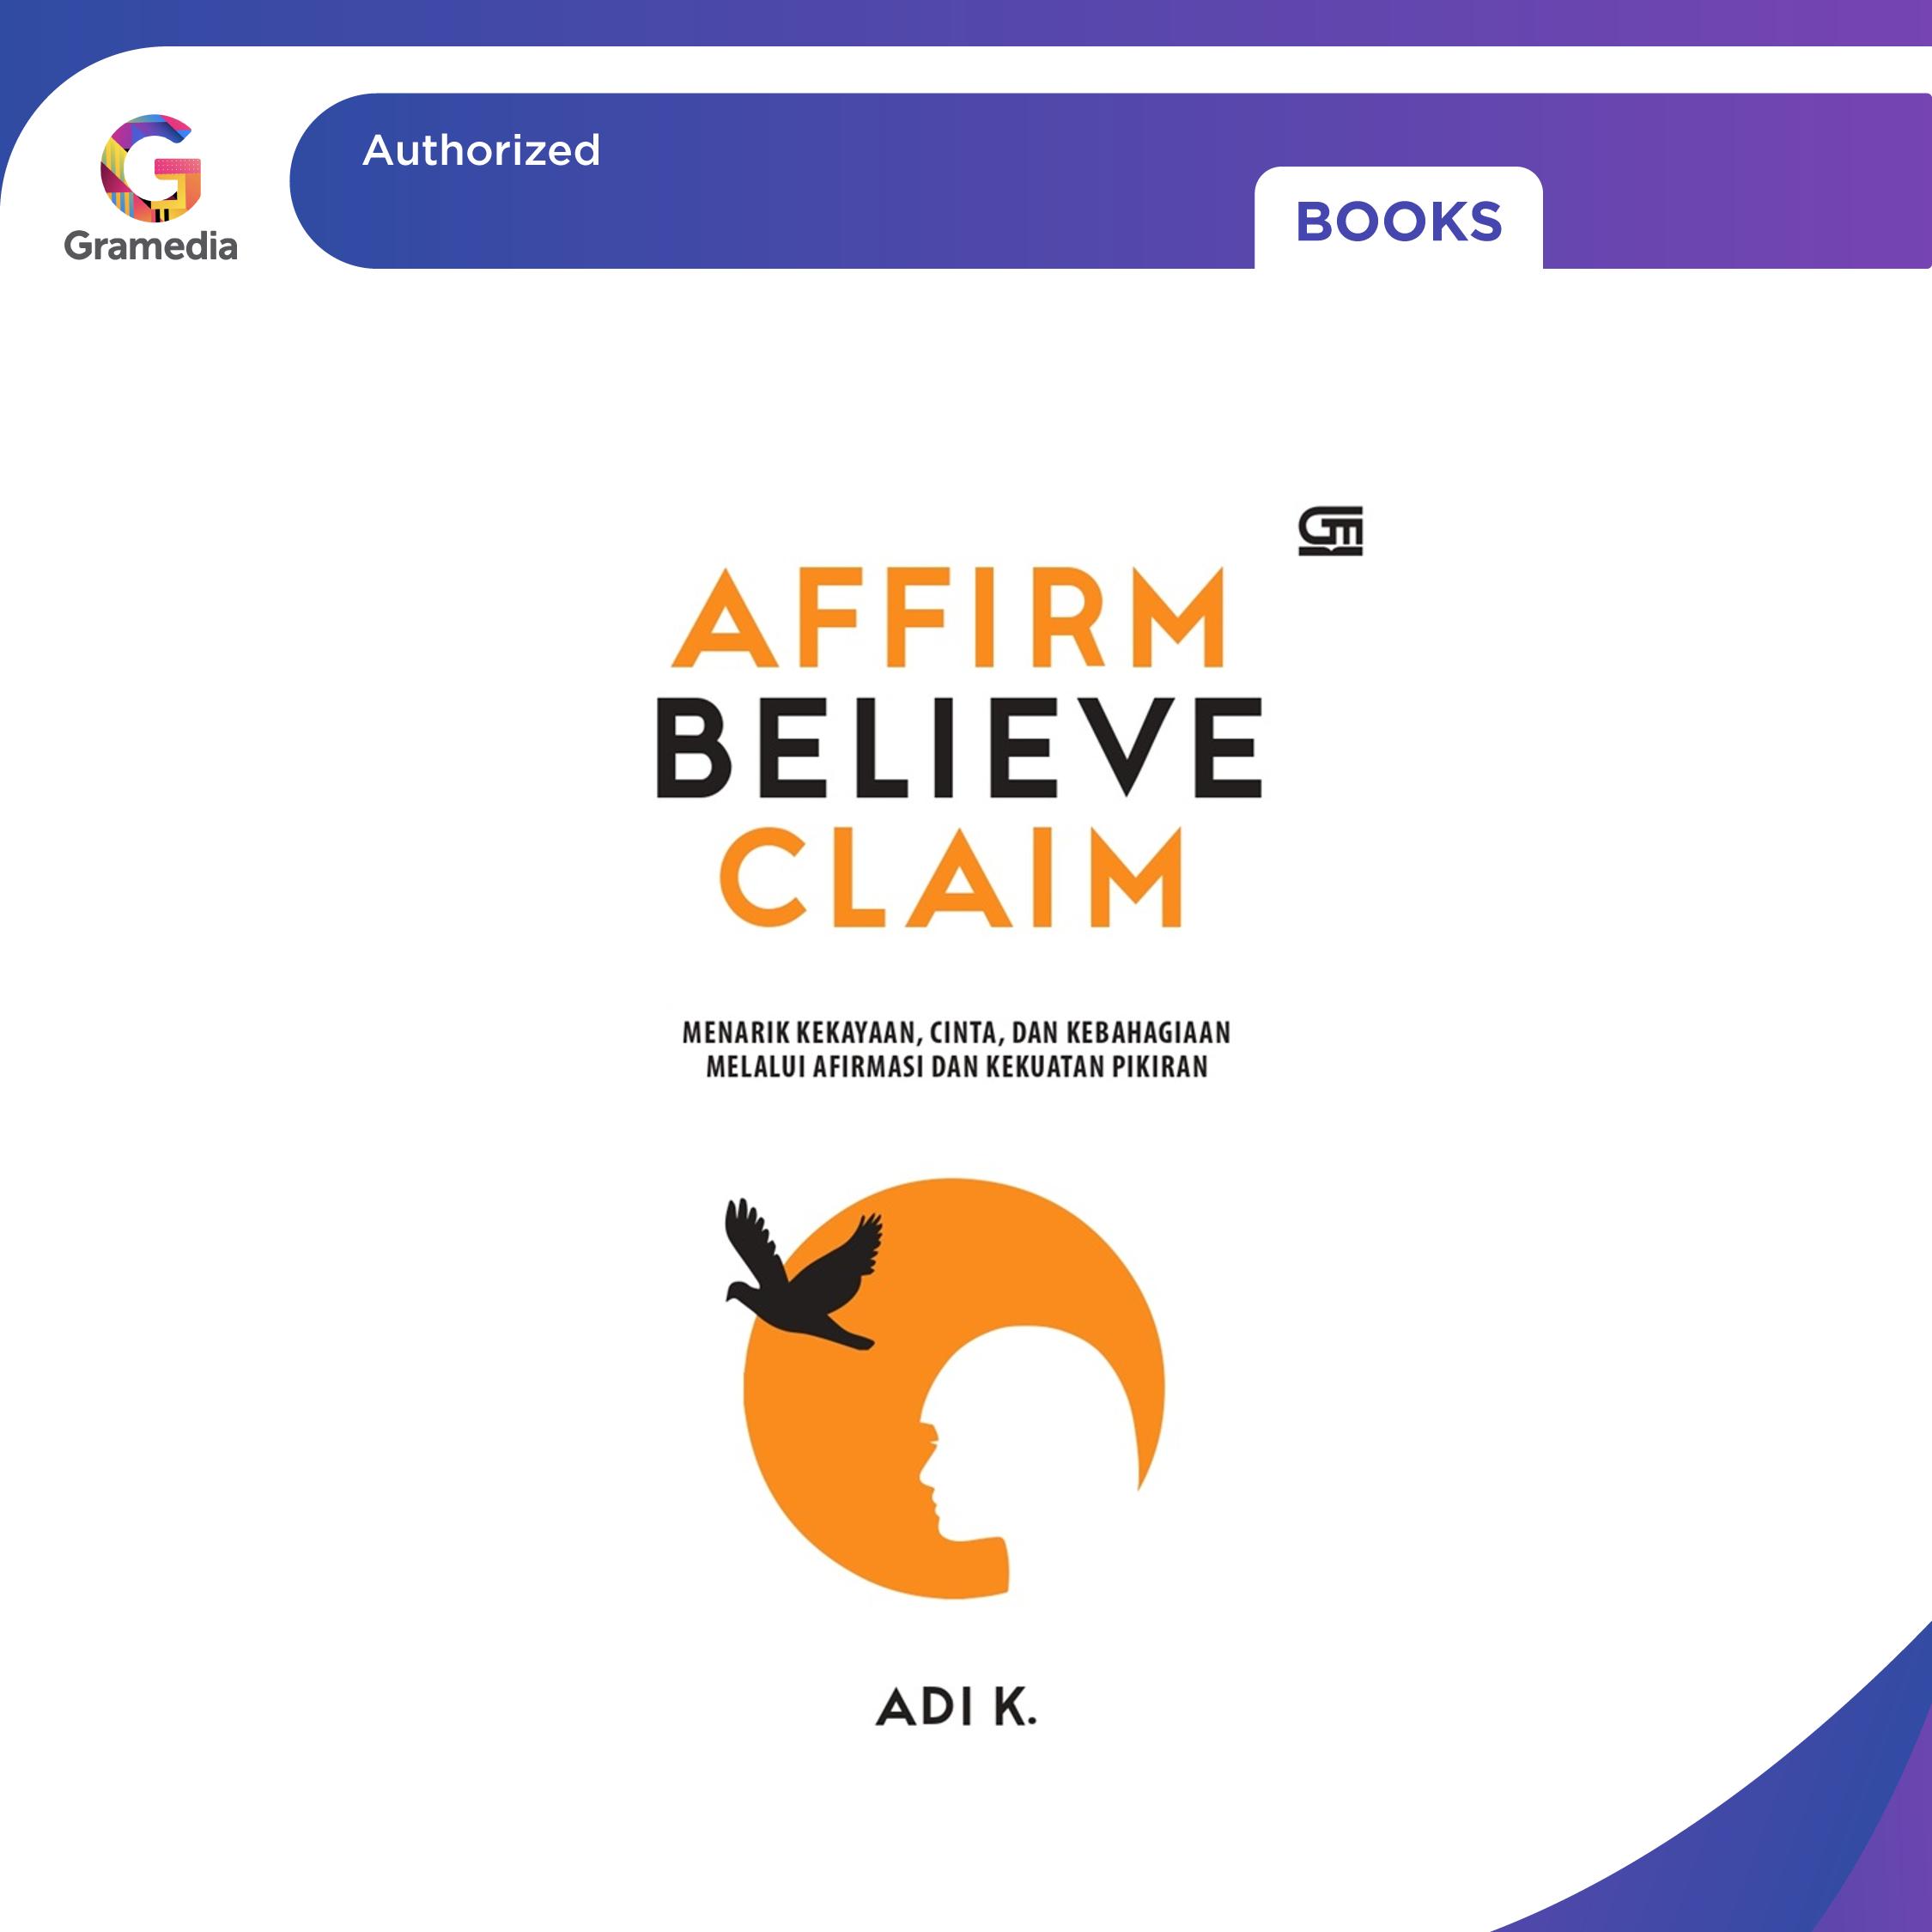 Gramedia
Authorized
BOOKS
AFFIRM
BELIEVE
CLAIM
MENARIK KEKAYAAN, CINTA, DAN KEBAHAGIAAN
MELALUI AFIRMASI DAN KEKUATAN PIKIRAN
ADI K.